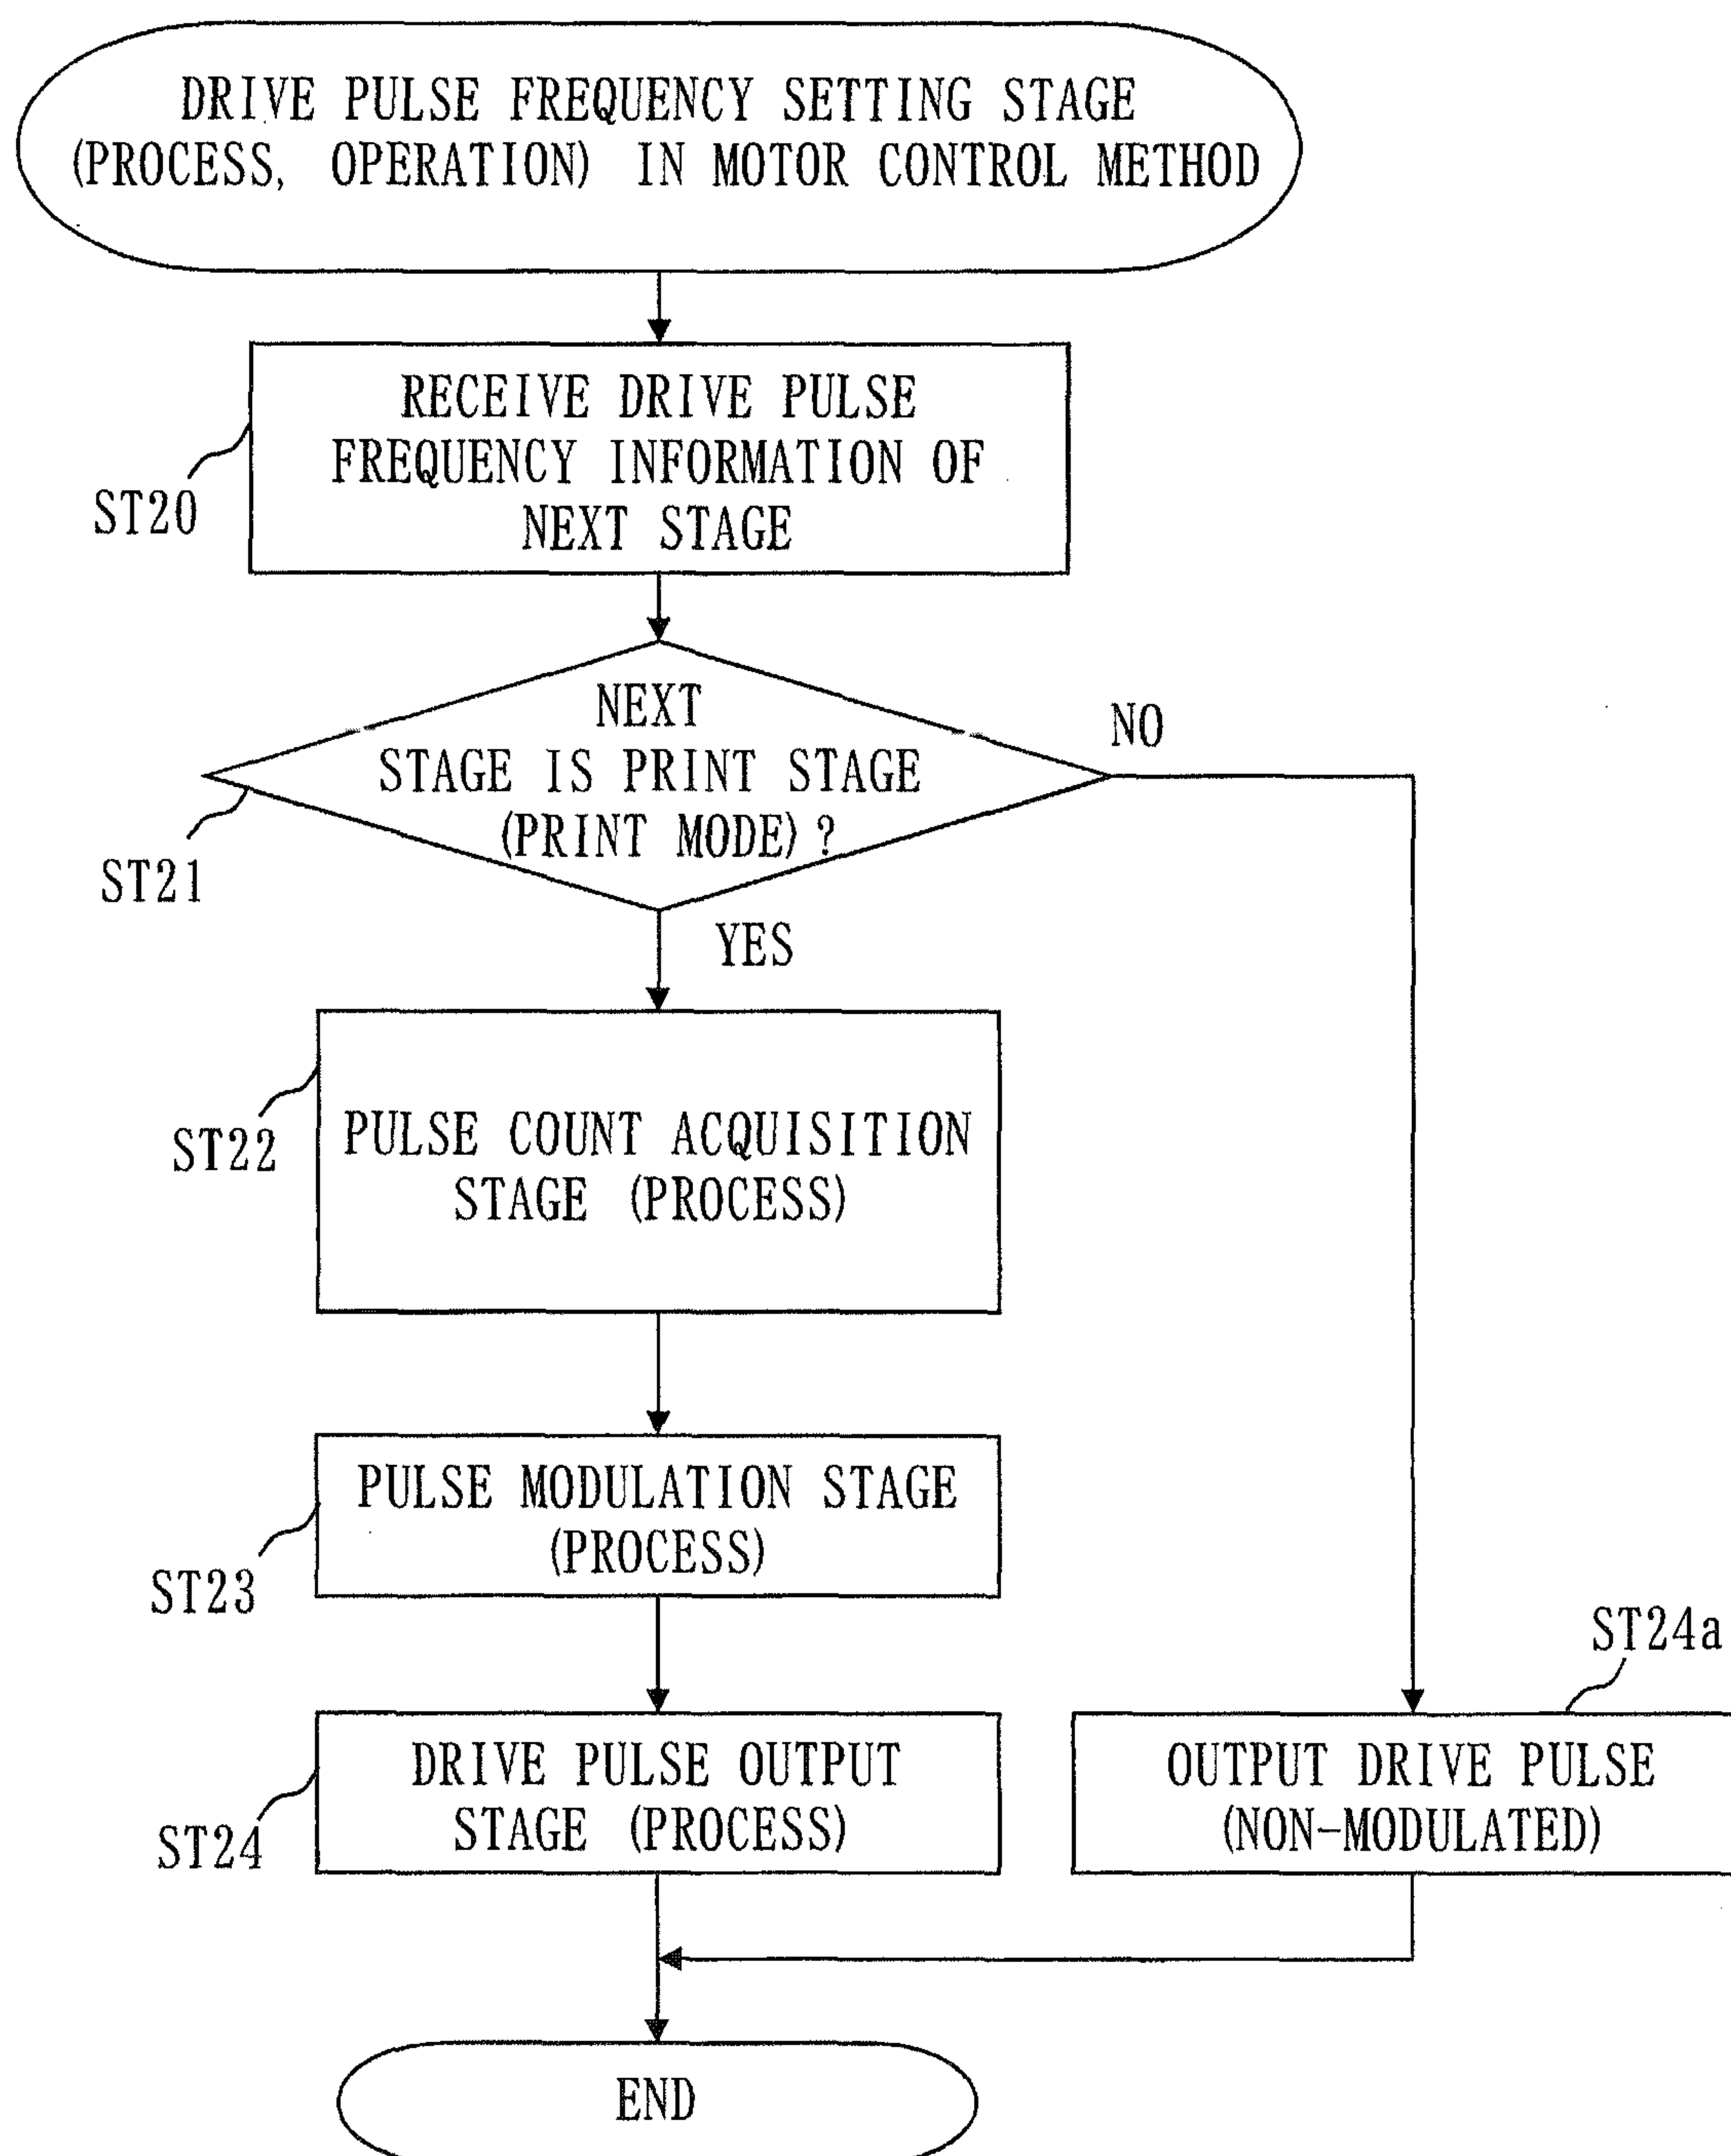 DRIVE PULSE FREQUENCY SETTING STAGE
(PROCESS, OPERATION) IN MOTOR CONTROL METHOD
RECEIVE DRIVE PULSE
FREQUENCY INFORMATION OF
NEXT STAGE
ST20
NEXT
STAGE IS PRINT STAGE
(PRINT MODE)?
NO
ST21
YES
PULSE COUNT ACQUISITION
STAGE (PROCESS)
ST22
PULSE MODULATION STAGE
(PROCESS)
ST23
ST24a
DRIVE PULSE OUTPUT
STAGE (PROCESS)
ST24
OUTPUT DRIVE PULSE
(NON-MODULATED)
END